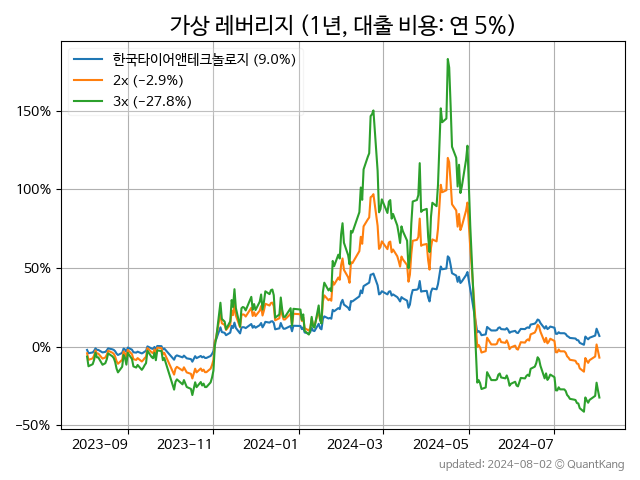 가상 레버리지 (1년, 대출 비용: 연 5%)
한국타이어앤테크놀로지 (9.0%)
2x (−2.9%)
3x (−27.8%)
150%
100%
50%
0%
−50%
2023-09 2023-11 2024-01 2024-03 2024-05 2024-07
updated: 2024-08-02 © QuantKang